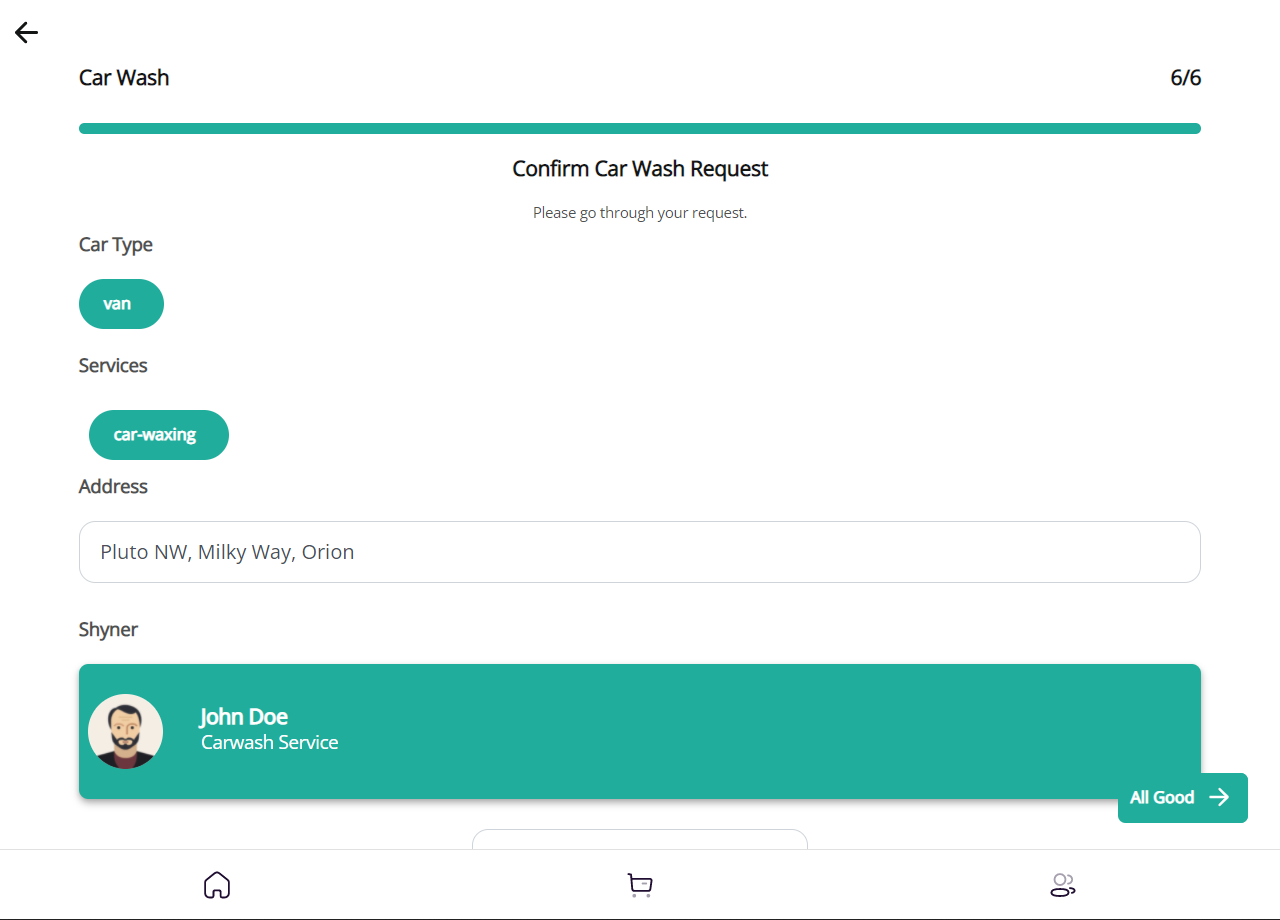 Car Wash
6/6
Confirm Car Wash Request
Please go through your request.
Car Type
van
Services
car-waxing
Address
Pluto NW, Milky Way, Orion
Shyner
John Doe
Carwash Service
All Good